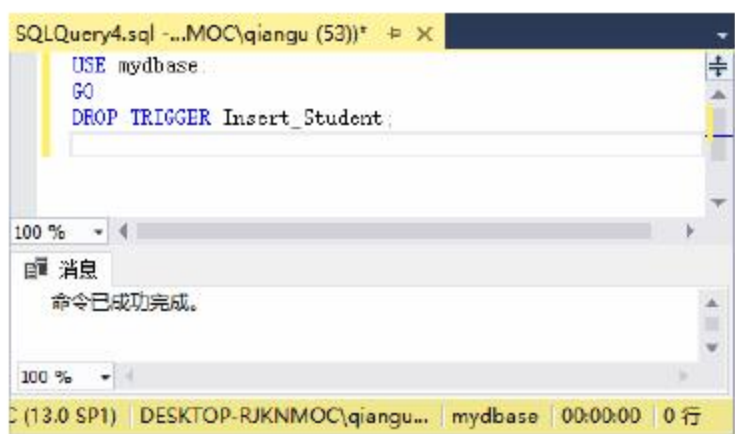 SQLQuery4.sql -...MOC\qiangu (53))*
USE mydbase;
GO
DROP TRIGGER Insert_Student;
100 %
消息
命令已成功完成。
100 %
(13.0 SP1) DESKTOP-RJKNMOC\qiangu... mydbase 00:00:00 0 行